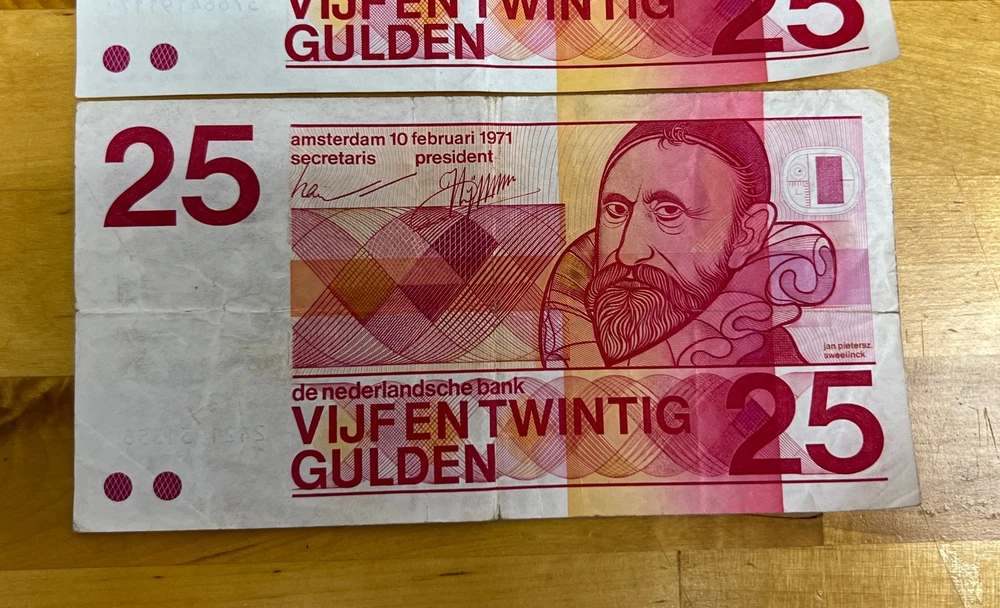 VIJF EN TWINTIG
GULDEN
25
25
amsterdam 10 februari 1971
secretaris president
jan pietersz.
sweelinck
de nederlandsche bank
VIJF EN TWINTIG
GULDEN
25